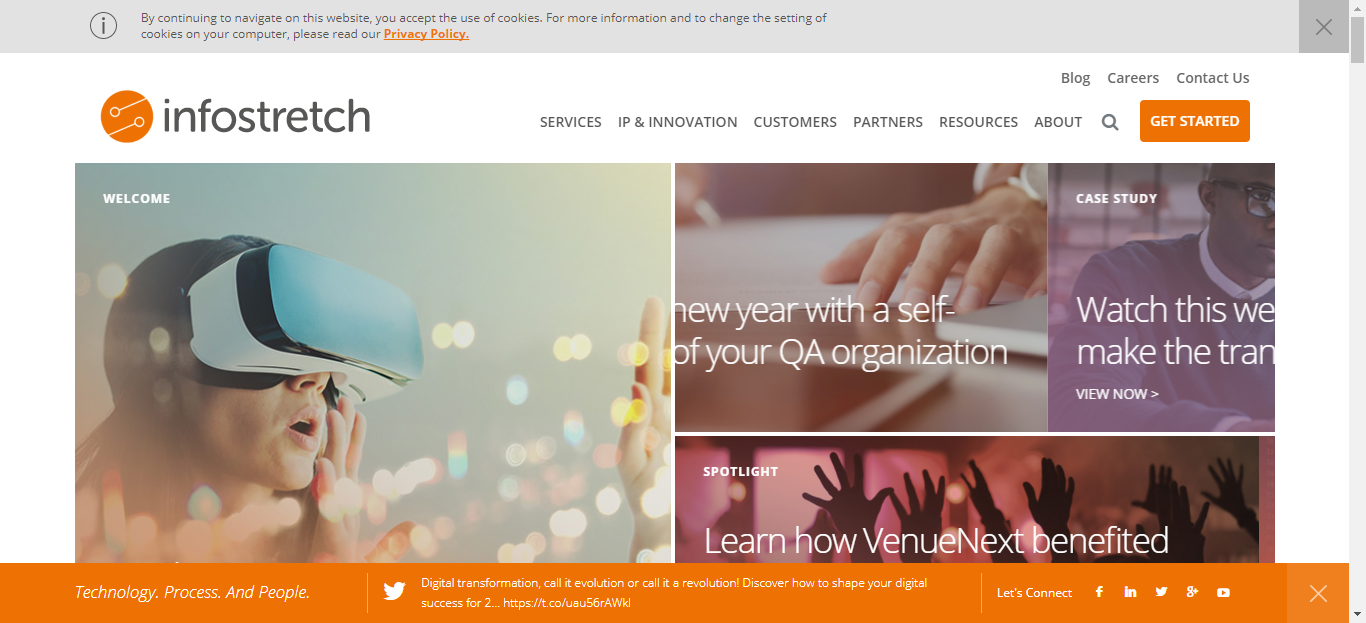 By continuing to navigate on this website, you accept the use of cookies. For more information and to change the setting of
cookies on your computer, please read our Privacy Policy.
Blog Careers Contact Us
infostretch
SERVICES IP & INNOVATION CUSTOMERS PARTNERS RESOURCES ABOUT GET STARTED
WELCOME
new year with a self-
of your QA organization
CASE STUDY
Watch this we
make the tran
VIEW NOW >
SPOTLIGHT
Learn how VenueNext benefited
Technology. Process. And People.
Digital transformation, call it evolution or call it a revolution! Discover how to shape your digital
success for 2... https://t.co/uau56rAWkl
Let's Connect